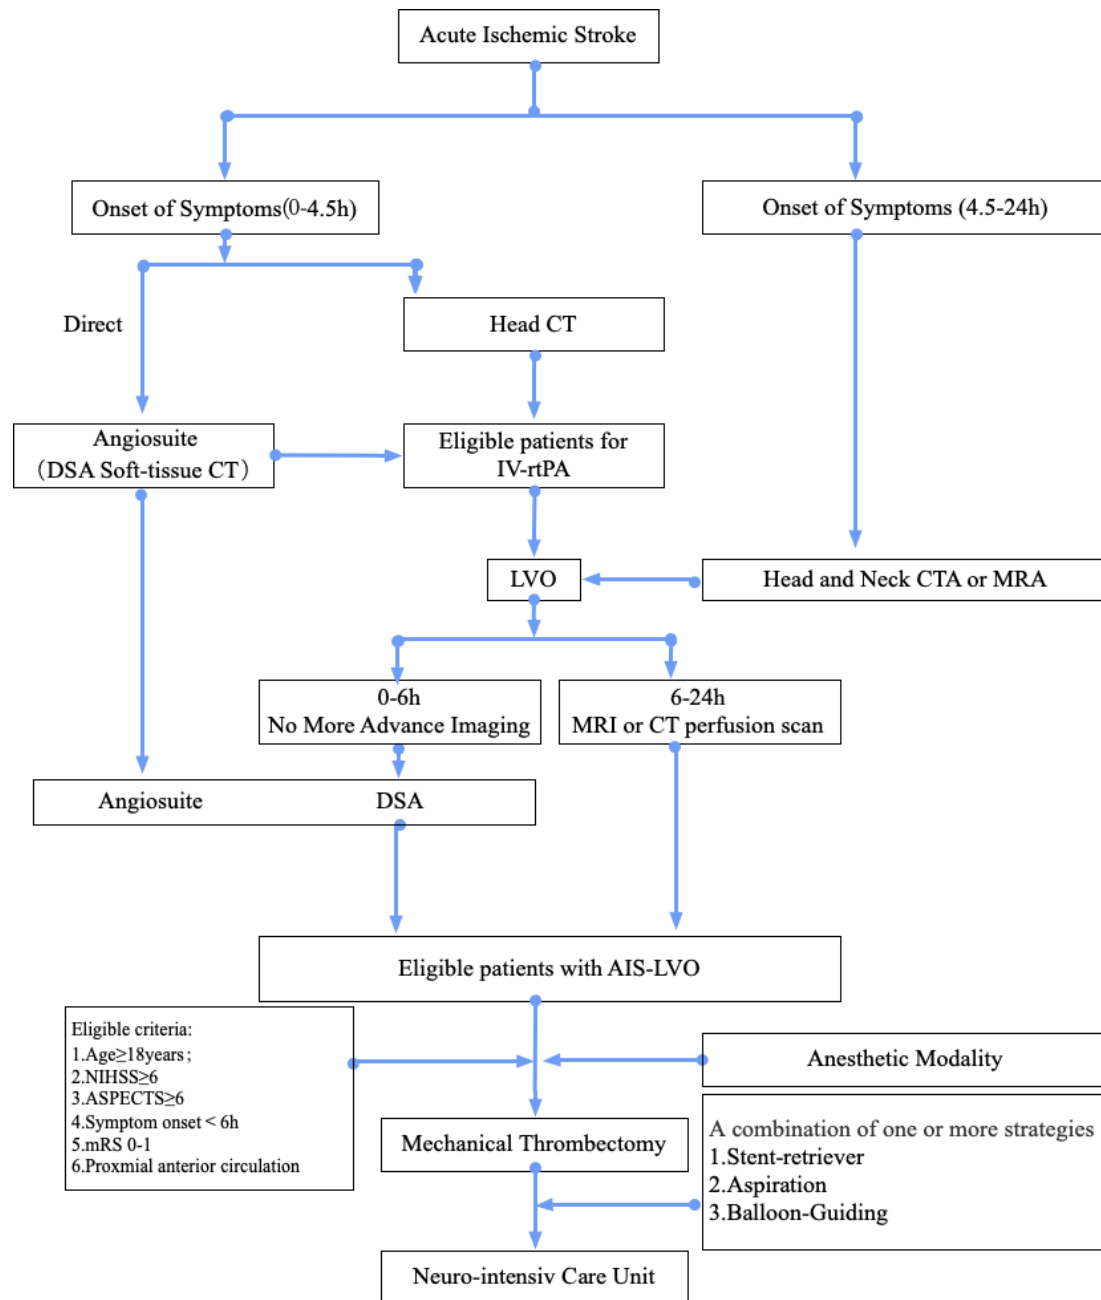 Acute Ischemic Stroke
Onset of Symptoms(0-4.5h)
Onset of Symptoms (4.5-24h)
Direct
Head CT
Angiosuite
（DSA Soft-tissue CT）
Eligible patients for
IV-rtPA
LVO
Head and Neck CTA or MRA
0-6h
No More Advance Imaging
6-24h
MRI or CT perfusion scan
Angiosuite
DSA
Eligible patients with AIS-LVO
Eligible criteria:
1.Age≥18years；
2.NIHSS≥6
3.ASPECTS≥6
4.Symptom onset < 6h
5.mRS 0-1
6.Proxmial anterior circulation
Anesthetic Modality
Mechanical Thrombectomy
A combination of one or more strategies
1.Stent-retriever
2.Aspiration
3.Balloon-Guiding
Neuro-intensiv Care Unit